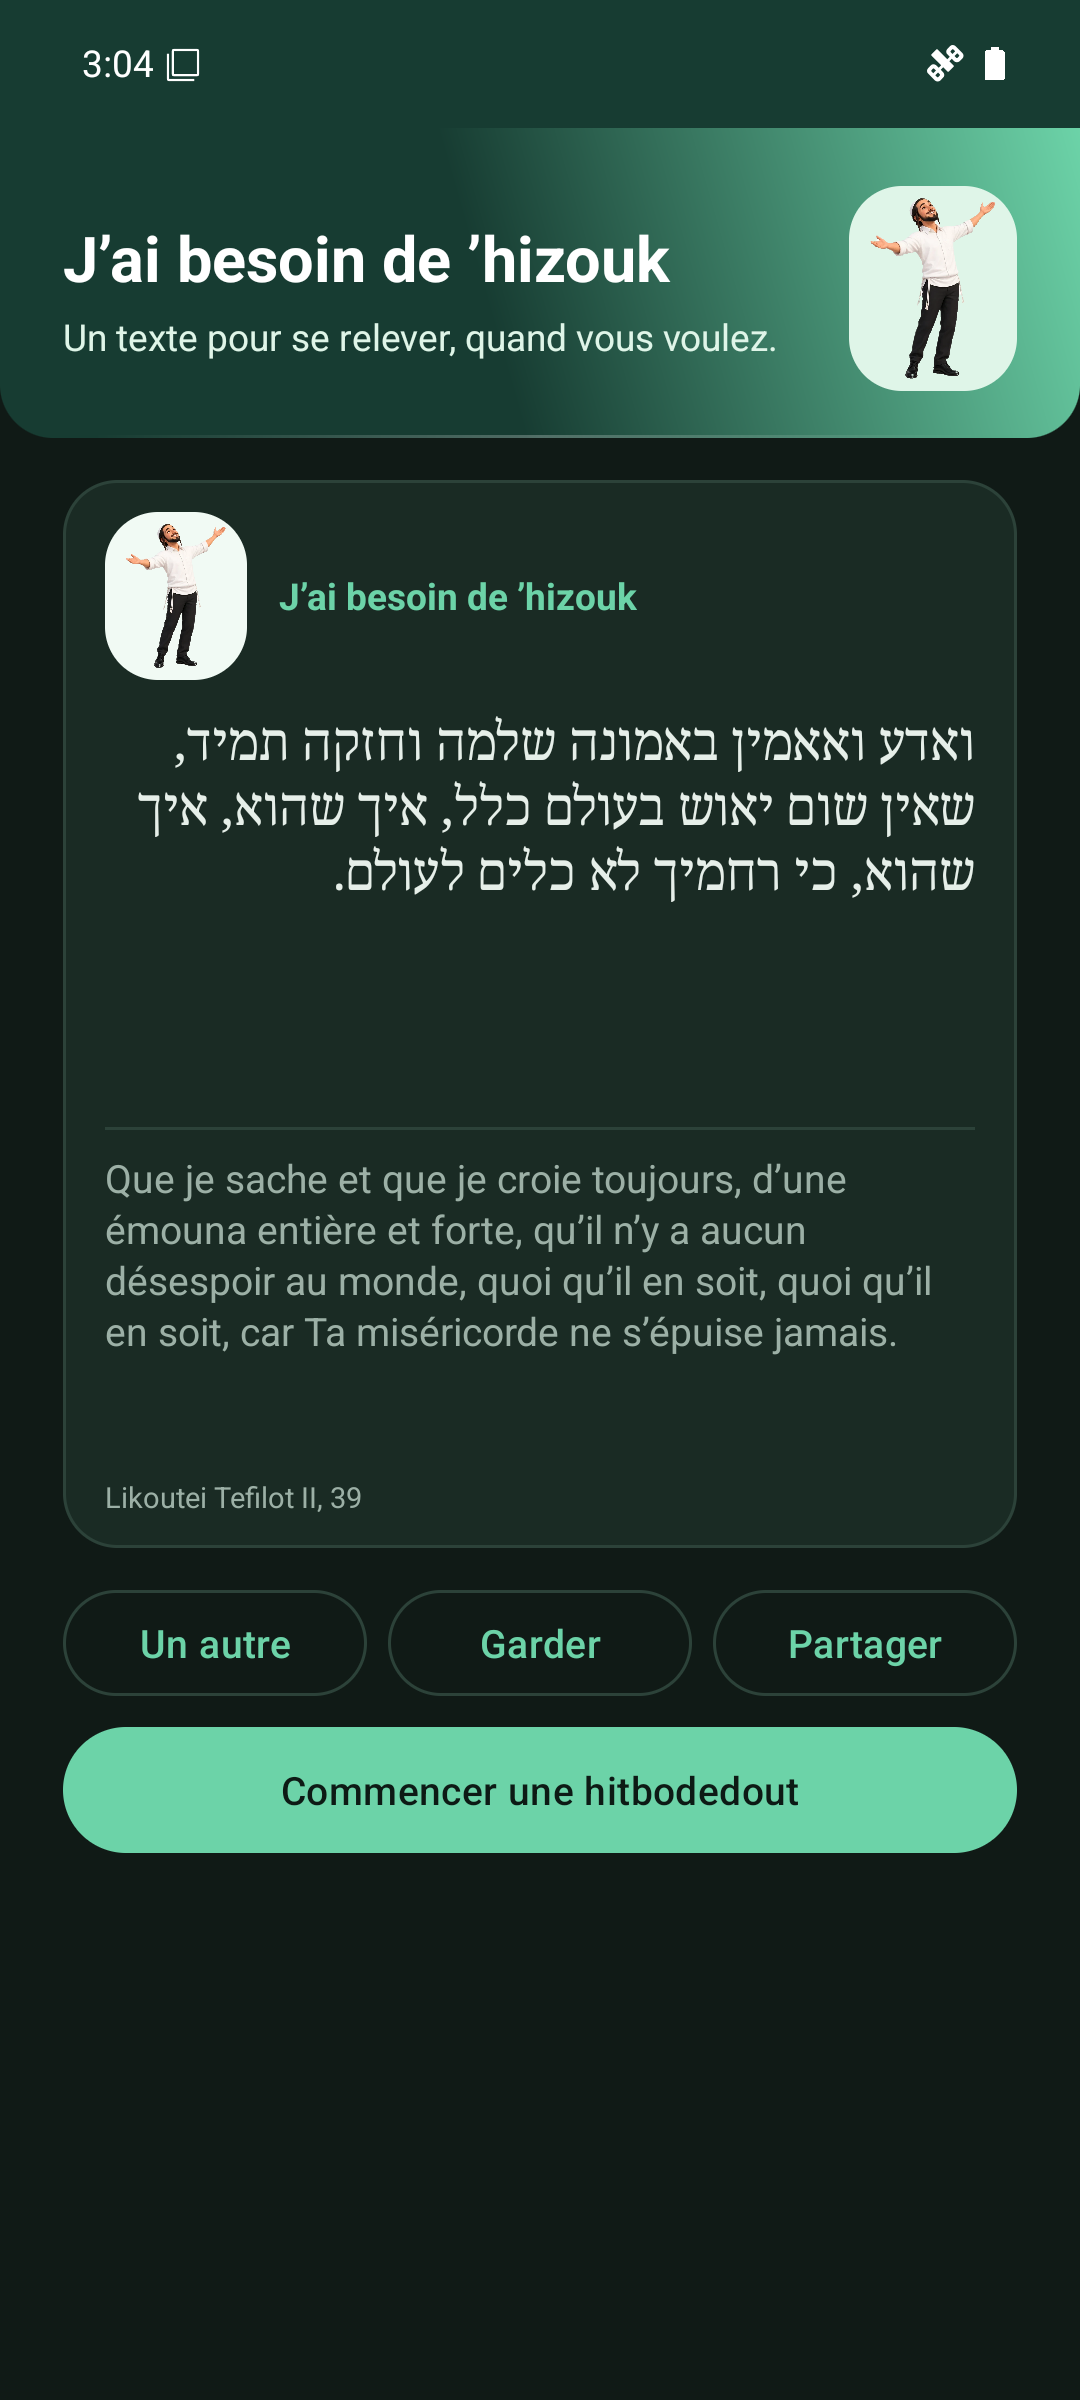 3:04
J’ai besoin de ’hizouk
Un texte pour se relever, quand vous voulez.
J’ai besoin de ’hizouk
ואדע ואאמין באמונה שלמה וחזקה תמיד,
שאין שום יאוש בעולם כלל, איך שהוא, איך
שהוא, כי רחמיך לא כלים לעולם.
Que je sache et que je croie toujours, d’une
émouna entière et forte, qu’il n’y a aucun
désespoir au monde, quoi qu’il en soit, quoi qu’il
en soit, car Ta miséricorde ne s’épuise jamais.
Likoutei Tefilot II, 39
Un autre
Garder
Partager
Commencer une hitbodedout